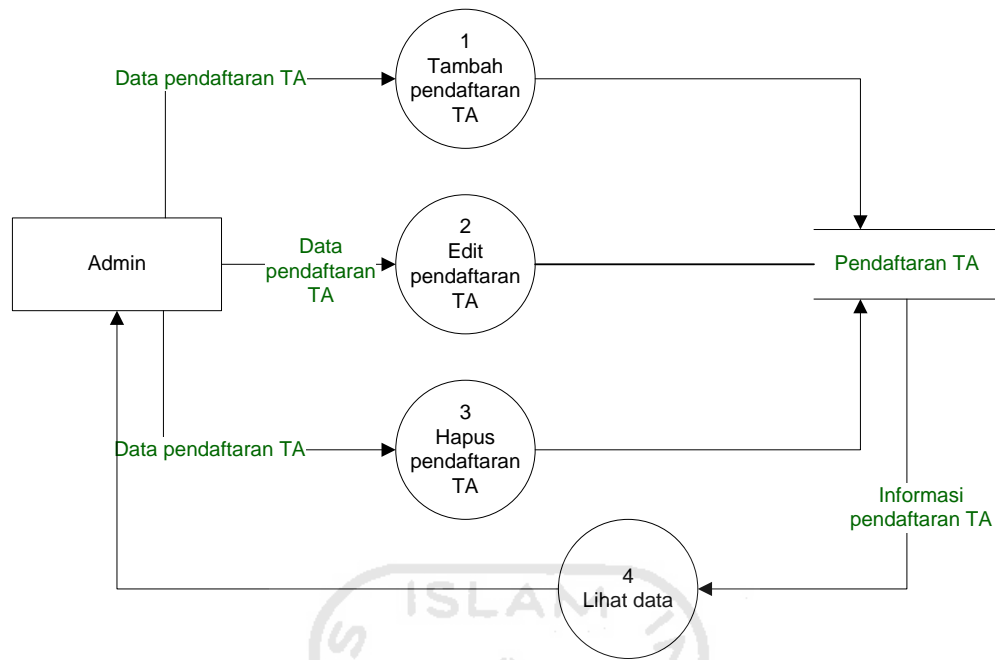 1
Tambah
pendaftaran
TA
Data pendaftaran TA
Admin
Data
pendaftaran
TA
2
Edit
pendaftaran
TA
Pendaftaran TA
Data pendaftaran TA
3
Hapus
pendaftaran
TA
Informasi
pendaftaran TA
4
Lihat data
ISLAM